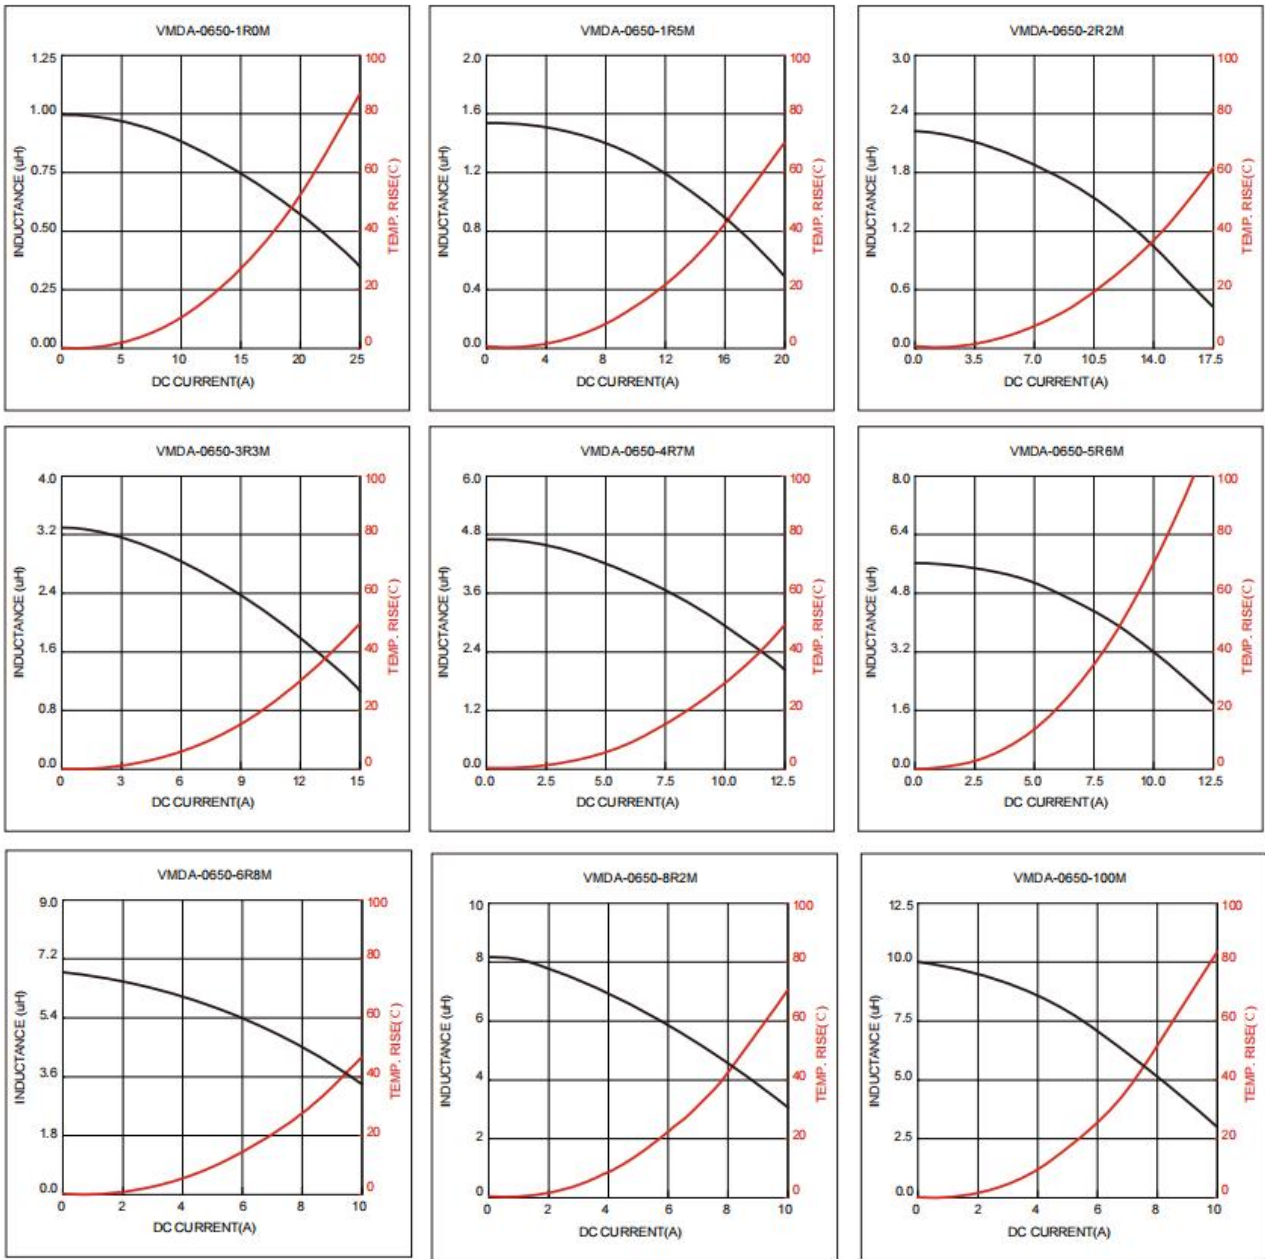 VMDA-0650-1R0M
1.25
1.00
0.75
0.50
0.25
0.00
INDUCTANCE (uH)
100
80
60
40
20
0
TEMP. RISE(C)
0 5 10 15 20 25
DC CURRENT(A)
VMDA-0650-1R5M
2.0
1.6
1.2
0.8
0.4
0.0
INDUCTANCE (uH)
100
80
60
40
20
0
TEMP. RISE(C)
0 4 8 12 16 20
DC CURRENT(A)
VMDA-0650-2R2M
3.0
2.4
1.8
1.2
0.6
0.0
INDUCTANCE (uH)
100
80
60
40
20
0
TEMP. RISE(C)
0.0 3.5 7.0 10.5 14.0 17.5
DC CURRENT(A)
VMDA-0650-3R3M
4.0
3.2
2.4
1.6
0.8
0.0
INDUCTANCE (uH)
100
80
60
40
20
0
TEMP. RISE(C)
0 3 6 9 12 15
DC CURRENT(A)
VMDA-0650-4R7M
6.0
4.8
3.6
2.4
1.2
0.0
INDUCTANCE (uH)
100
80
60
40
20
0
TEMP. RISE(C)
0.0 2.5 5.0 7.5 10.0 12.5
DC CURRENT(A)
VMDA-0650-5R6M
8.0
6.4
4.8
3.2
1.6
0.0
INDUCTANCE (uH)
100
80
60
40
20
0
TEMP. RISE(C)
0.0 2.5 5.0 7.5 10.0 12.5
DC CURRENT(A)
VMDA-0650-6R8M
9.0
7.2
5.4
3.6
1.8
0.0
INDUCTANCE (uH)
100
80
60
40
20
0
TEMP. RISE(C)
0 2 4 6 8 10
DC CURRENT(A)
VMDA-0650-8R2M
10
8
6
4
2
0
INDUCTANCE (uH)
100
80
60
40
20
0
TEMP. RISE(C)
0 2 4 6 8 10
DC CURRENT(A)
VMDA-0650-100M
12.5
10.0
7.5
5.0
2.5
0.0
INDUCTANCE (uH)
100
80
60
40
20
0
TEMP. RISE(C)
0 2 4 6 8 10
DC CURRENT(A)